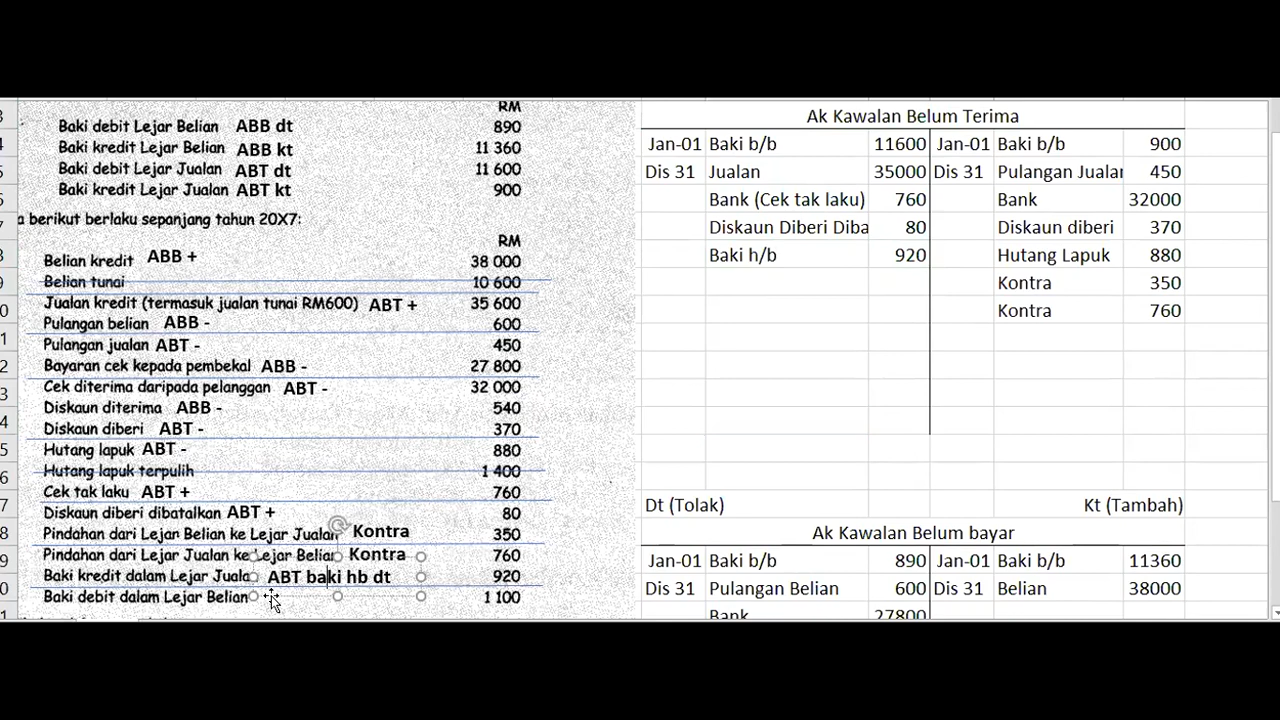 RM
Baki debit Lejar Belian ABB dt 890
Baki kredit Lejar Belian ABB kt 11 360
Baki debit Lejar Jualan ABT dt 11 600
Baki kredit Lejar Jualan ABT kt 900
a berikut berlaku sepanjang tahun 20X7:
RM
Belian kredit ABB + 38 000
Belian tunai 10 600
Jualan kredit (termasuk jualan tunai RM600) ABT + 35 600
Pulangan belian ABB - 600
Pulangan jualan ABT - 450
Bayaran cek kepada pembekal ABB - 27 800
Cek diterima daripada pelanggan ABT - 32 000
Diskaun diterima ABB - 540
Diskaun diberi ABT - 370
Hutang lapuk ABT - 880
Hutang lapuk terpulih 1 400
Cek tak laku ABT + 760
Diskaun diberi dibatalkan ABT + 80
Pindahan dari Lejar Belian ke Lejar Jualan Kontra 350
Pindahan dari Lejar Jualan ke Lejar Belian Kontra 760
Baki kredit dalam Lejar Juala ABT baki hb dt 920
Baki debit dalam Lejar Belian 1 100
Ak Kawalan Belum Terima
Jan-01 Baki b/b 11600 Jan-01 Baki b/b 900
Dis 31 Jualan 35000 Dis 31 Pulangan Jualan 450
Bank (Cek tak laku) 760 Bank 32000
Diskaun Diberi Diba 80 Diskaun diberi 370
Baki h/b 920 Hutang Lapuk 880
Kontra 350
Kontra 760
Dt (Tolak) Kt (Tambah)
Ak Kawalan Belum bayar
Jan-01 Baki b/b 890 Jan-01 Baki b/b 11360
Dis 31 Pulangan Belian 600 Dis 31 Belian 38000
Bank 27800